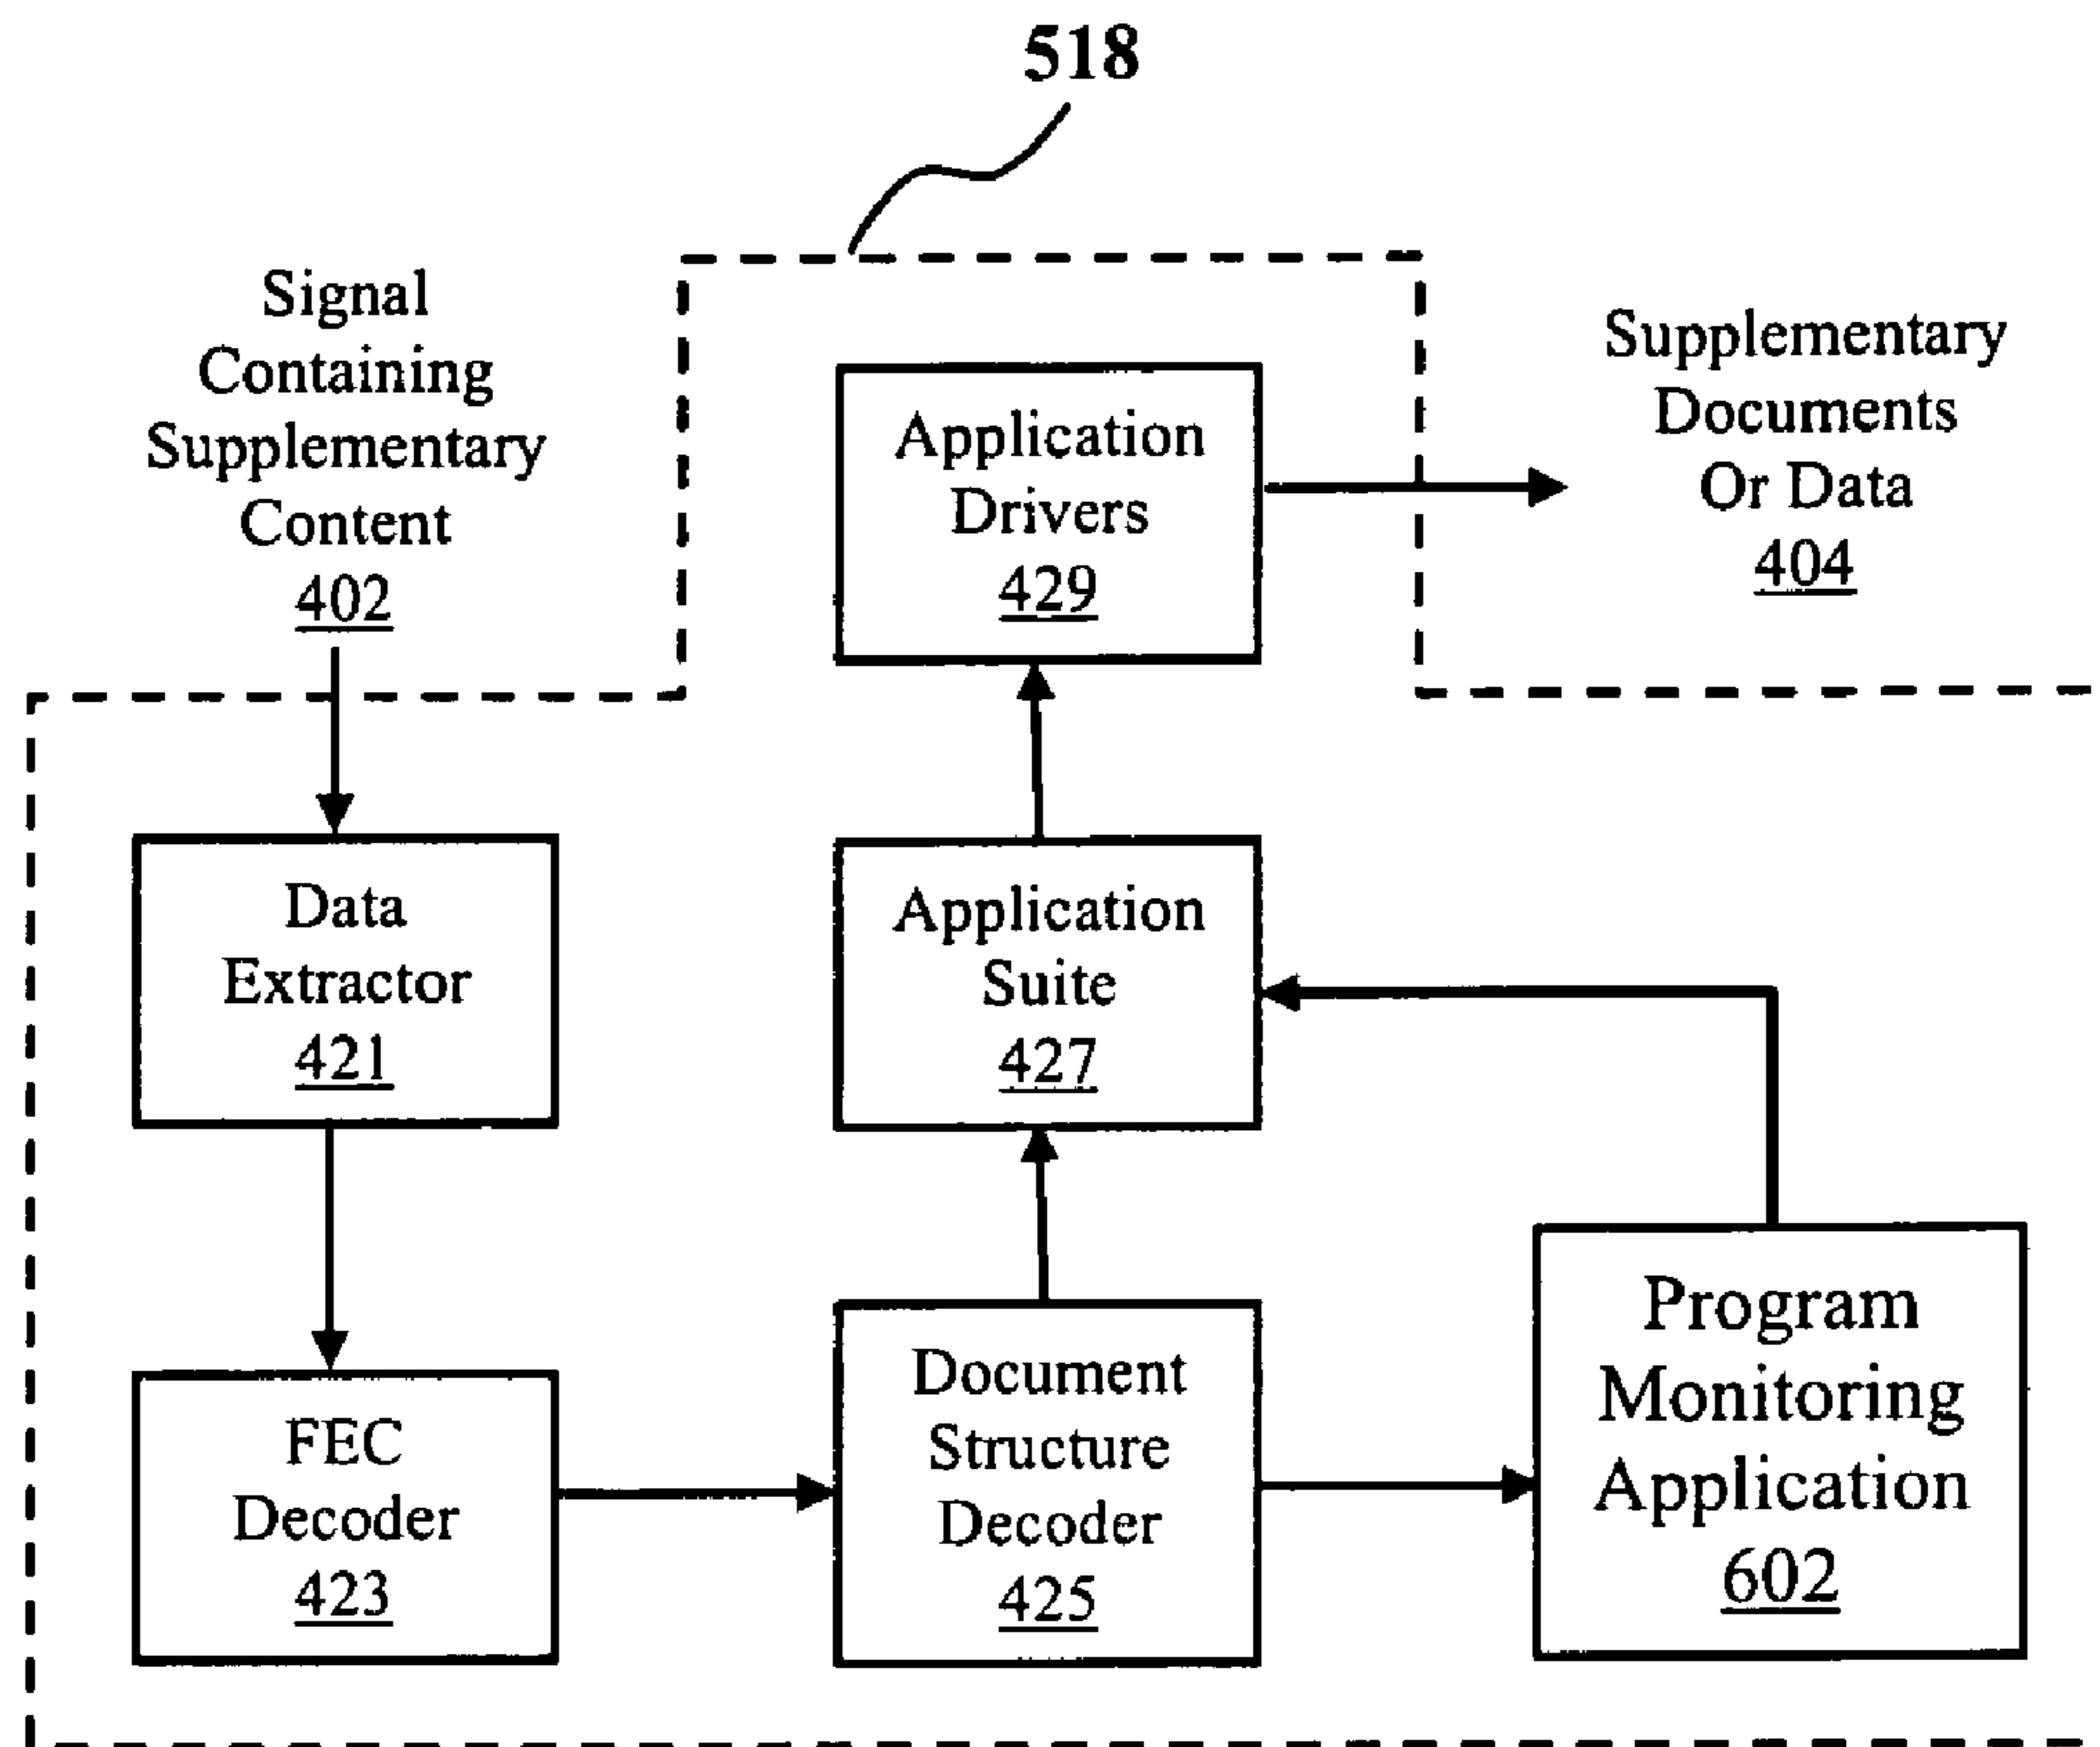 518
Signal
Containing
Supplementary
Content
402
Application
Drivers
429
Supplementary
Documents
Or Data
404
Data
Extractor
421
Application
Suite
427
FEC
Decoder
423
Document
Structure
Decoder
425
Program
Monitoring
Application
602